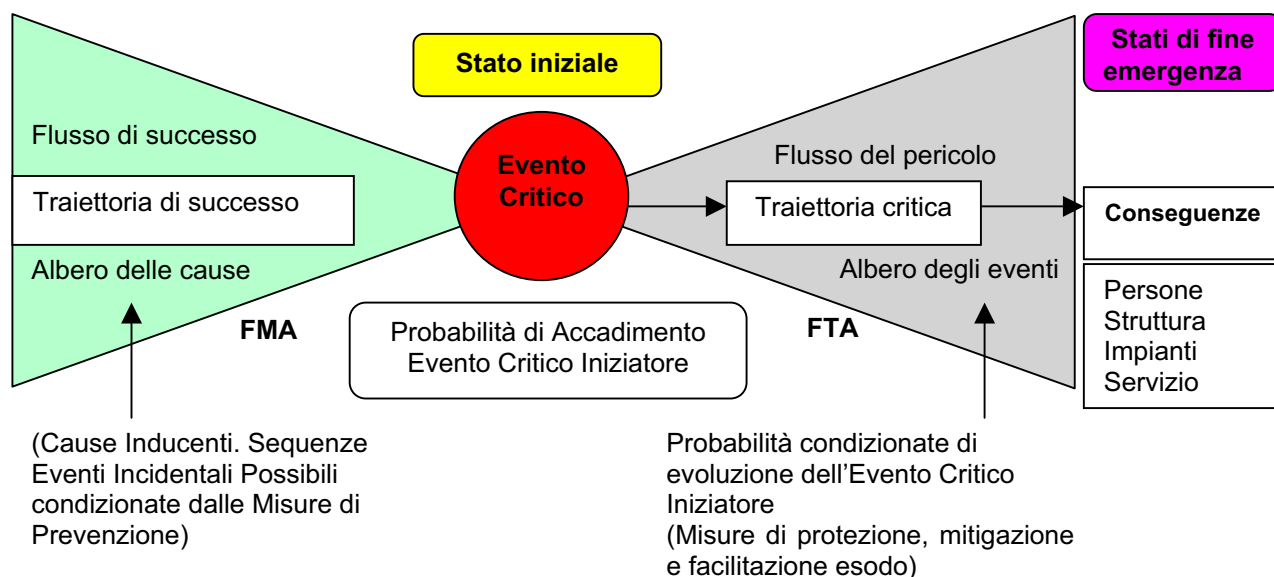 Stato iniziale
Stati di fine
emergenza
Flusso di successo
Evento
Critico
Flusso del pericolo
Traiettoria di successo
Traiettoria critica
Conseguenze
Albero delle cause
Albero degli eventi
FMA
Probabilità di Accadimento
Evento Critico Iniziatore
FTA
Persone
Struttura
Impianti
Servizio
(Cause Inducenti. Sequenze
Eventi Incidentali Possibili
condizionate dalle Misure di
Prevenzione)
Probabilità condizionate di
evoluzione dell’Evento Critico
Iniziatore
(Misure di protezione, mitigazione
e facilitazione esodo)